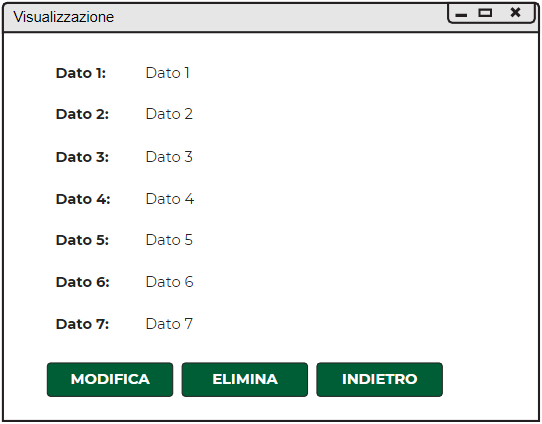 Visualizzazione
Dato 1: Dato 1
Dato 2: Dato 2
Dato 3: Dato 3
Dato 4: Dato 4
Dato 5: Dato 5
Dato 6: Dato 6
Dato 7: Dato 7
MODIFICA ELIMINA INDIETRO